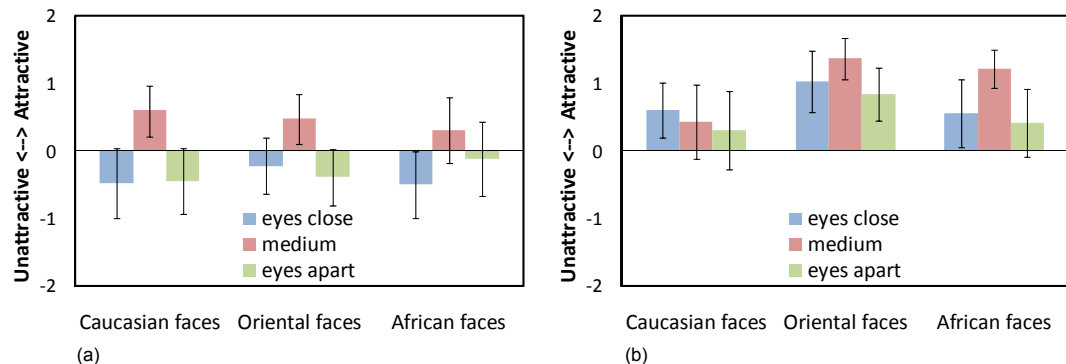 Unattractive <--> Attractive
2
1
0
-1
-2
eyes close
medium
eyes apart
Caucasian faces Oriental faces African faces
(a)
Unattractive <--> Attractive
2
1
0
-1
-2
eyes close
medium
eyes apart
Caucasian faces Oriental faces African faces
(b)